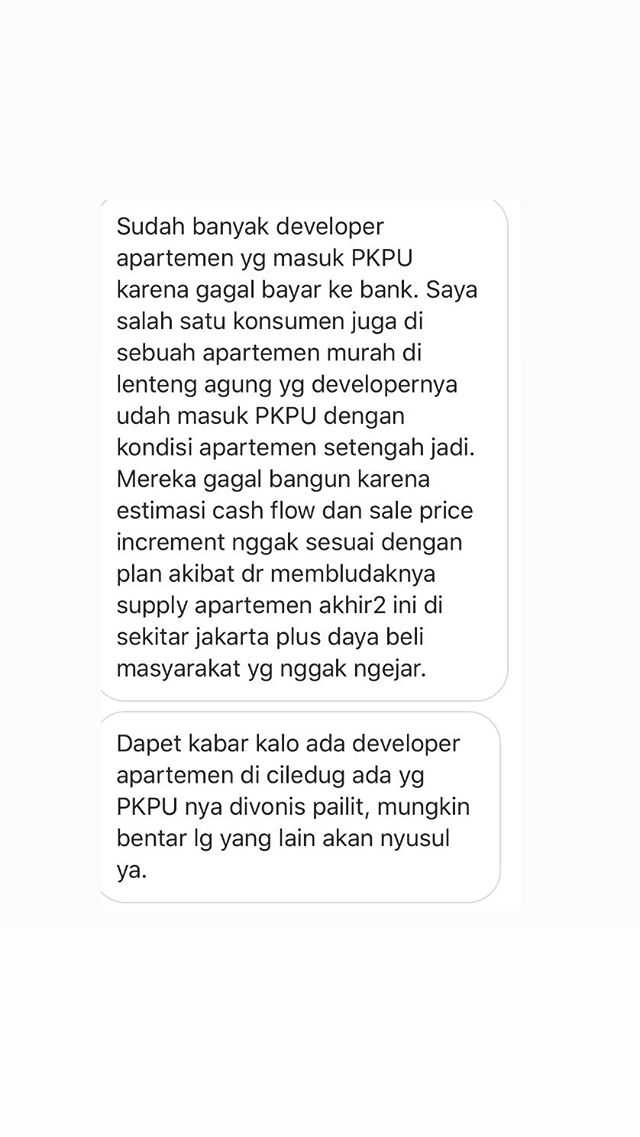 Sudah banyak developer
apartemen yg masuk PKPU
karena gagal bayar ke bank. Saya
salah satu konsumen juga di
sebuah apartemen murah di
lenteng agung yg developernya
udah masuk PKPU dengan
kondisi apartemen setengah jadi.
Mereka gagal bangun karena
estimasi cash flow dan sale price
increment nggak sesuai dengan
plan akibat dr membludaknya
supply apartemen akhir2 ini di
sekitar jakarta plus daya beli
masyarakat yg nggak ngejar.
Dapet kabar kalo ada developer
apartemen di ciledug ada yg
PKPU nya divonis pailit, mungkin
bentar lg yang lain akan nyusul
ya.